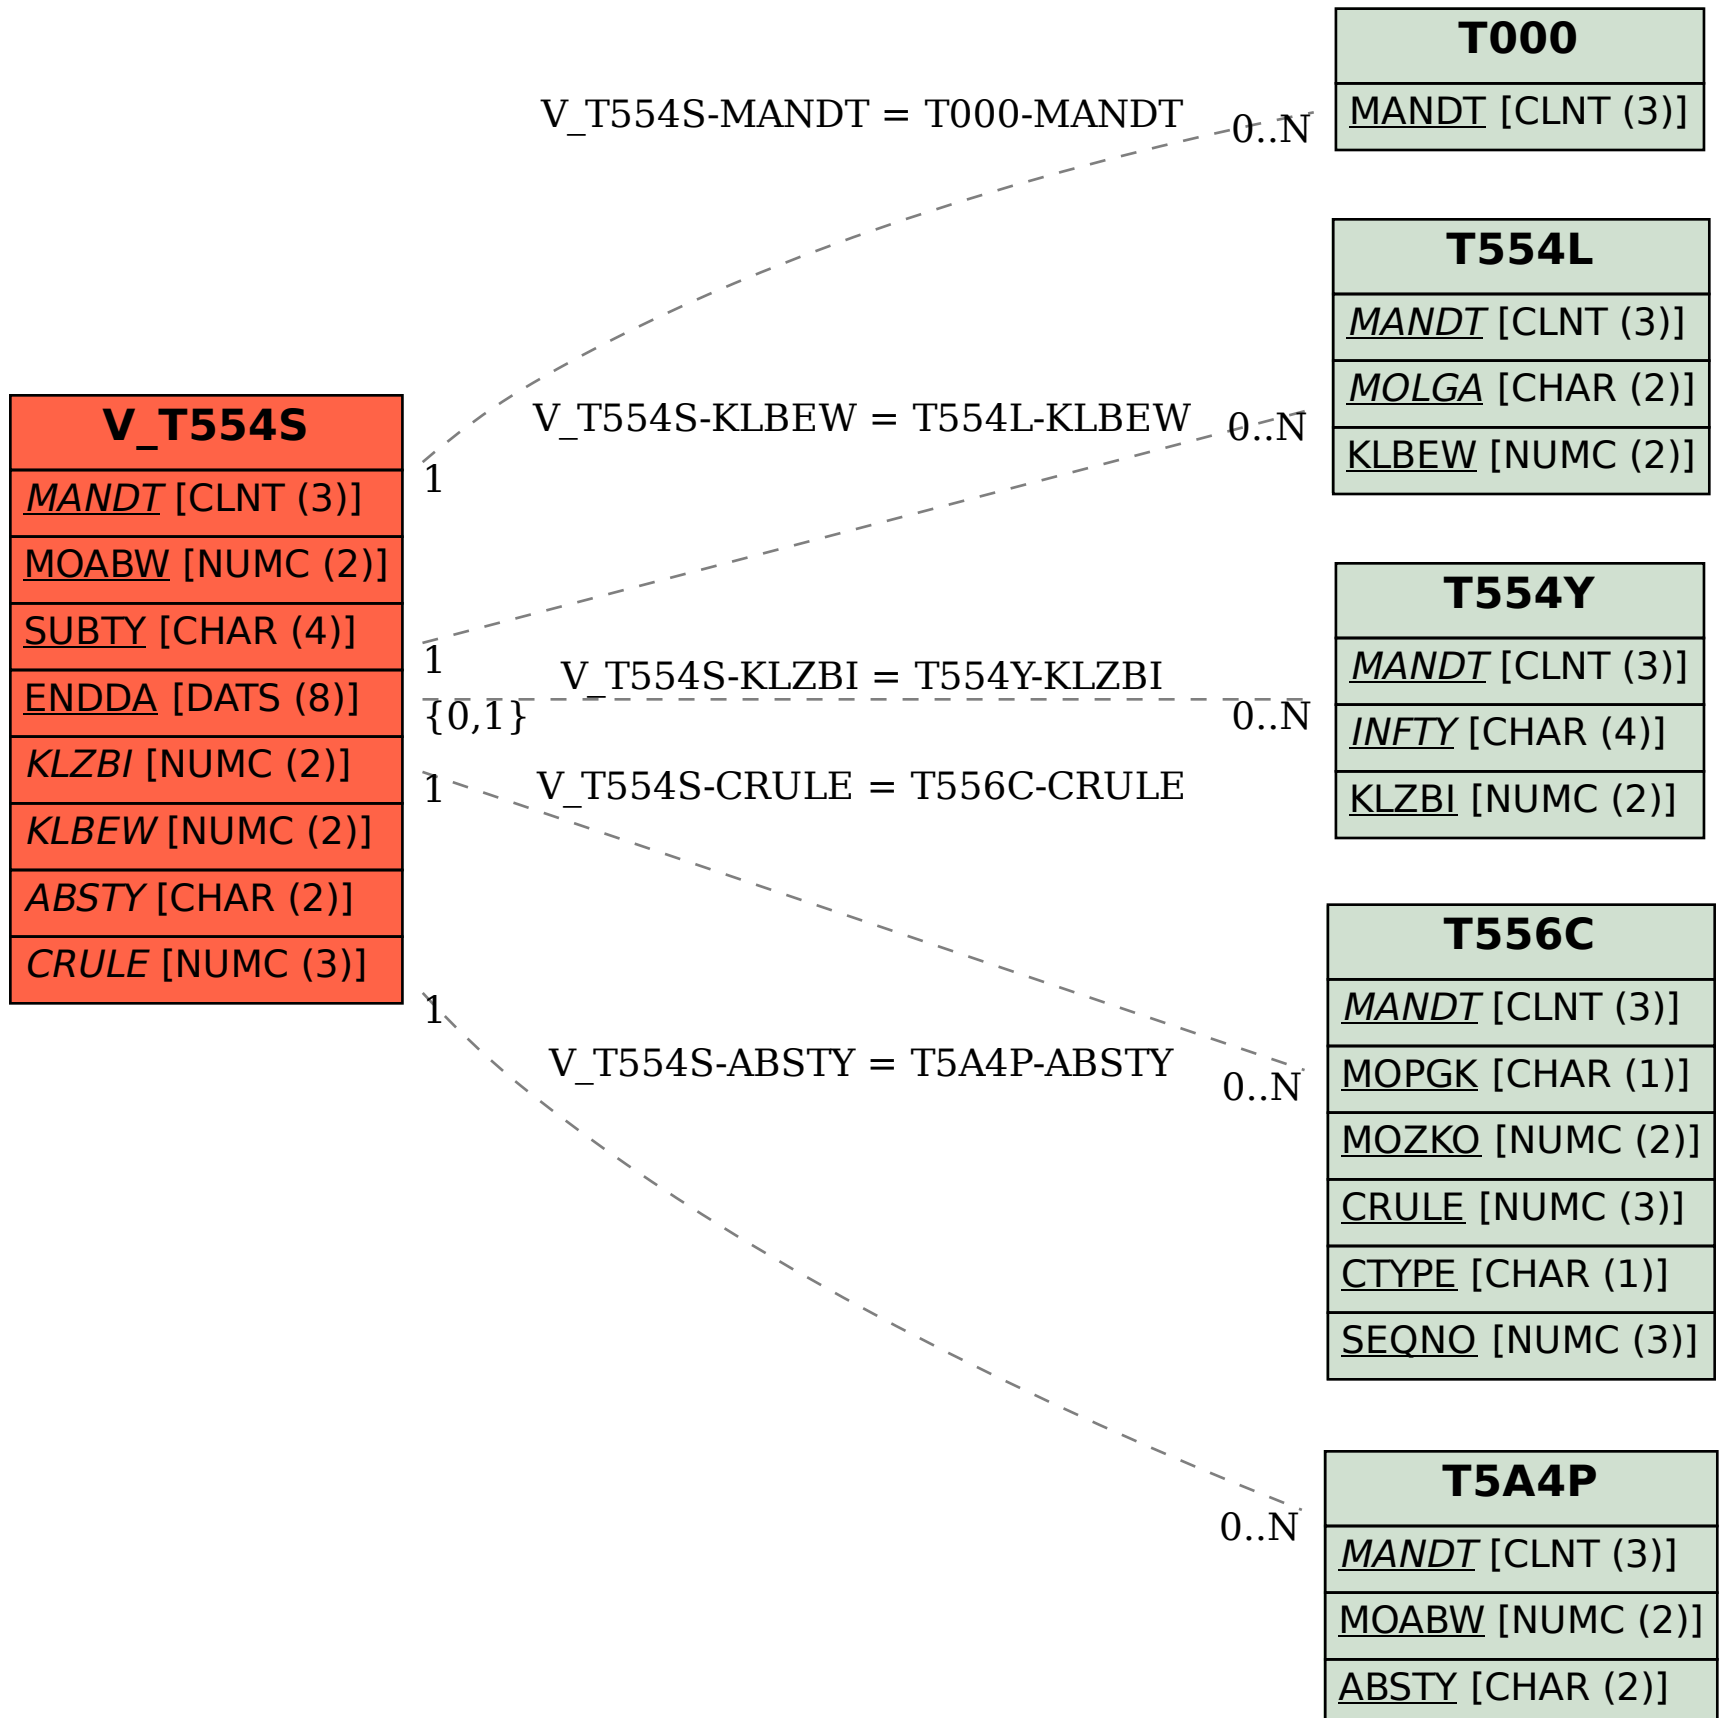 V_T554S
MANDT [CLNT (3)]
MOABW [NUMC (2)]
SUBTY [CHAR (4)]
ENDDA [DATS (8)]
KLZBI [NUMC (2)]
KLBEW [NUMC (2)]
ABSTY [CHAR (2)]
CRULE [NUMC (3)]
V_T554S-MANDT = T000-MANDT
0..N
1
V_T554S-KLBEW = T554L-KLBEW
0..N
1
V_T554S-KLZBI = T554Y-KLZBI
{0,1}
0..N
V_T554S-CRULE = T556C-CRULE
1
0..N
V_T554S-ABSTY = T5A4P-ABSTY
1
0..N
T000
MANDT [CLNT (3)]
T554L
MANDT [CLNT (3)]
MOLGA [CHAR (2)]
KLBEW [NUMC (2)]
T554Y
MANDT [CLNT (3)]
INFTY [CHAR (4)]
KLZBI [NUMC (2)]
T556C
MANDT [CLNT (3)]
MOPGK [CHAR (1)]
MOZKO [NUMC (2)]
CRULE [NUMC (3)]
CTYPE [CHAR (1)]
SEQNO [NUMC (3)]
T5A4P
MANDT [CLNT (3)]
MOABW [NUMC (2)]
ABSTY [CHAR (2)]